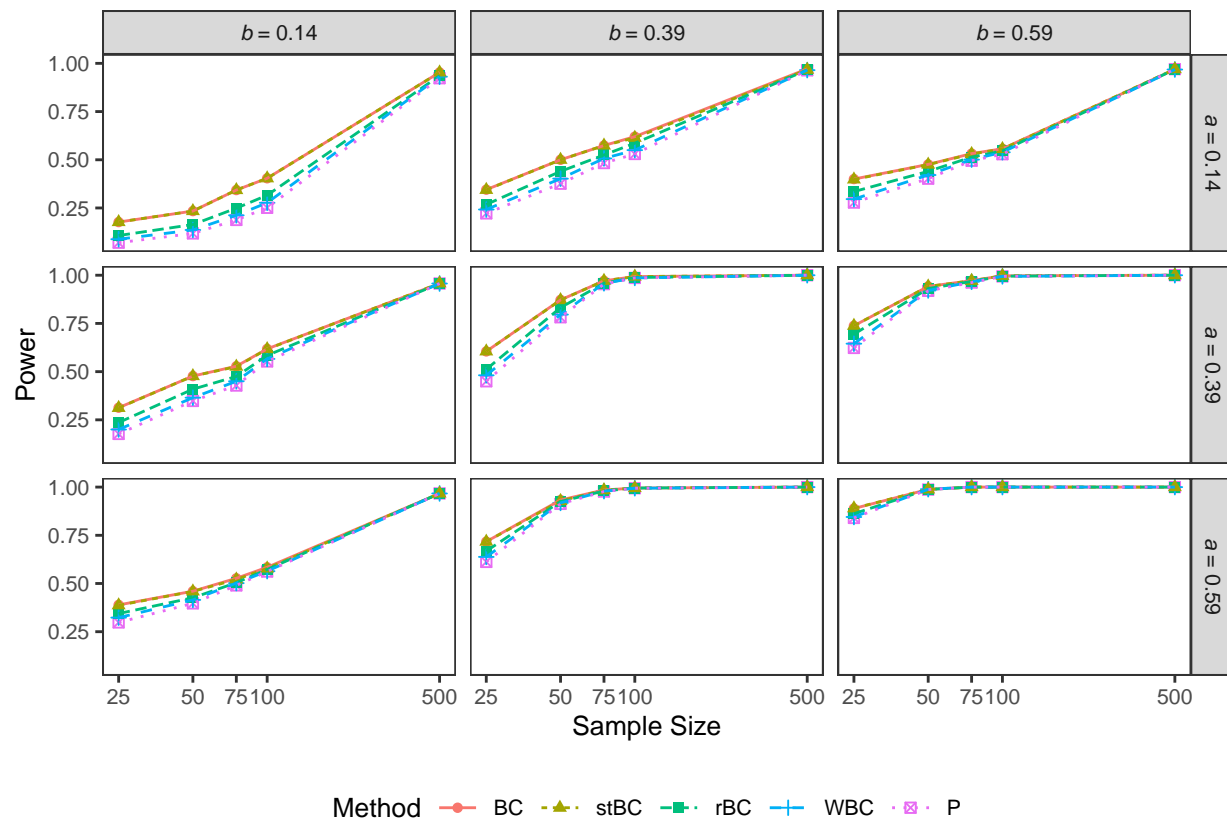 b = 0.14
b = 0.39
b = 0.59
Power
1.00
0.75
0.50
0.25
a = 0.14
1.00
0.75
0.50
0.25
a = 0.39
1.00
0.75
0.50
0.25
a = 0.59
25 50 75 100 500
25 50 75 100 500
25 50 75 100 500
Sample Size
Method BC stBC rBC WBC P